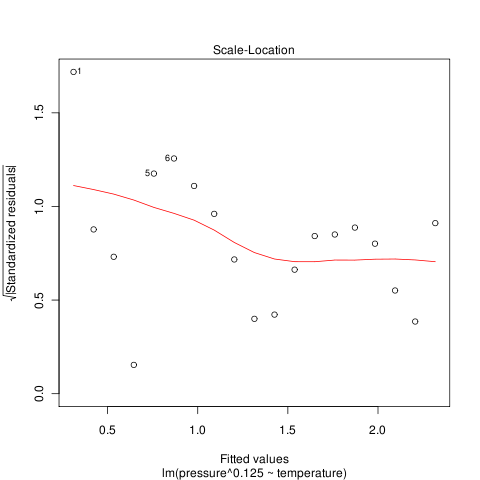 Scale-Location
√|Standardized residuals|
1.5
1.0
0.5
0.0
1
5
6
0.5 1.0 1.5 2.0
Fitted values
lm(pressure^0.125 ~ temperature)